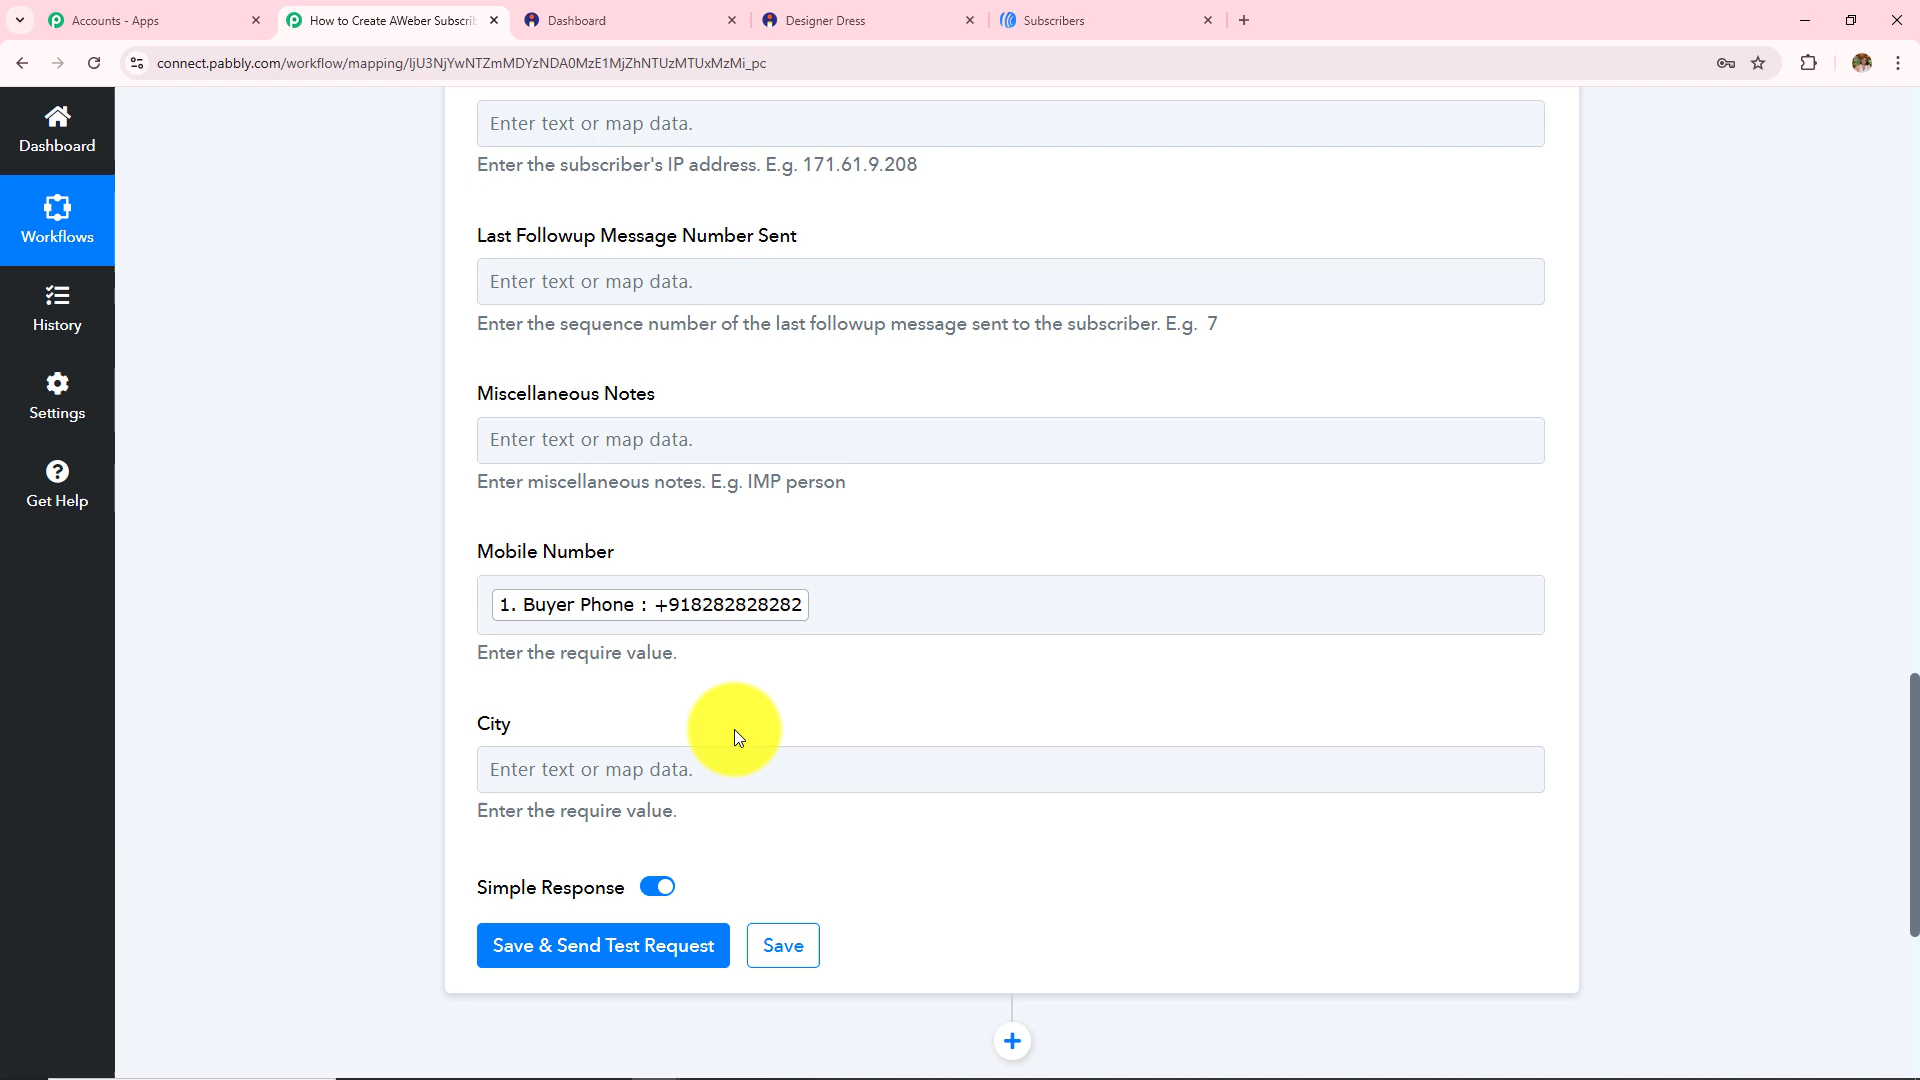 Accounts - Apps
How to Create AWeber Subscrib
Dashboard
Designer Dress
Subscribers
connect.pabbly.com/workflow/mapping/IjU3NjYwNTZmMDYzNDA0MzE1MjZhNTUzMTUxMzMi_pc
Dashboard
Workflows
History
Settings
Get Help
Enter text or map data.
Enter the subscriber's IP address. E.g. 171.61.9.208
Last Followup Message Number Sent
Enter text or map data.
Enter the sequence number of the last followup message sent to the subscriber. E.g. 7
Miscellaneous Notes
Enter text or map data.
Enter miscellaneous notes. E.g. IMP person
Mobile Number
1. Buyer Phone : +918282828282
Enter the require value.
City
Enter text or map data.
Enter the require value.
Simple Response
Save & Send Test Request
Save